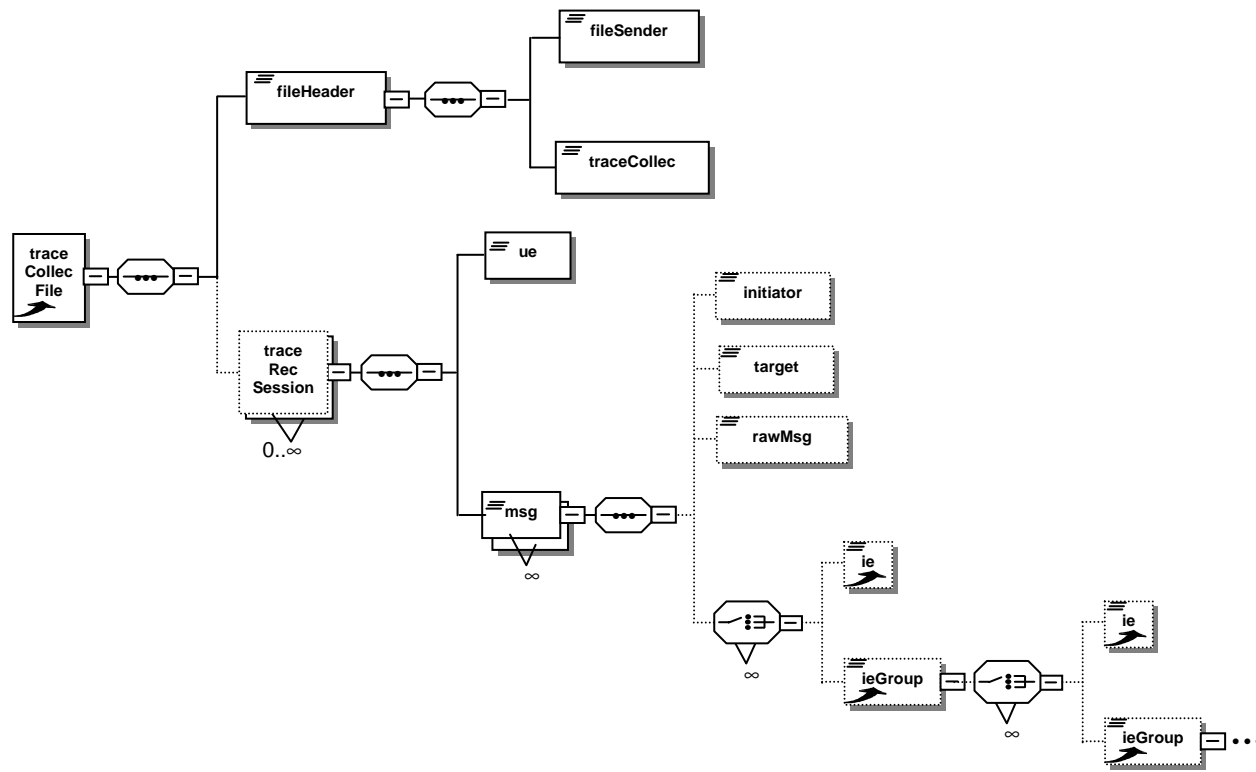 fileSender
fileHeader
traceCollec
trace
Collec
File
ue
initiator
trace
Rec
Session
0..∞
target
rawMsg
msg
∞
ie
∞
ieGroup
∞
ie
ieGroup